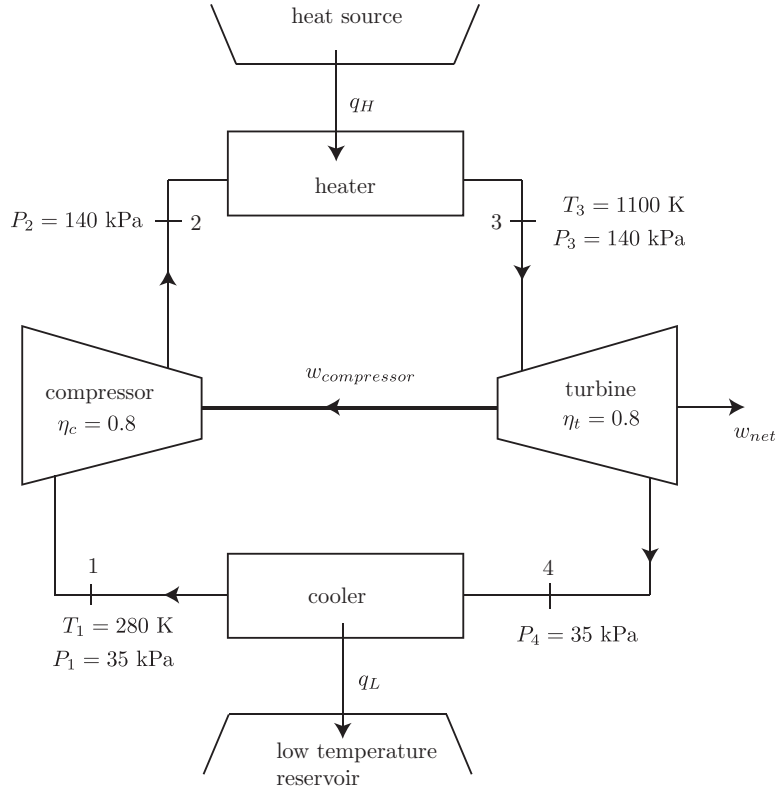 heat source
q_H
heater
P_2 = 140 kPa
2
3
T_3 = 1100 K
P_3 = 140 kPa
w_compressor
compressor
η_c = 0.8
turbine
η_t = 0.8
w_net
1
T_1 = 280 K
P_1 = 35 kPa
cooler
4
P_4 = 35 kPa
q_L
low temperature
reservoir